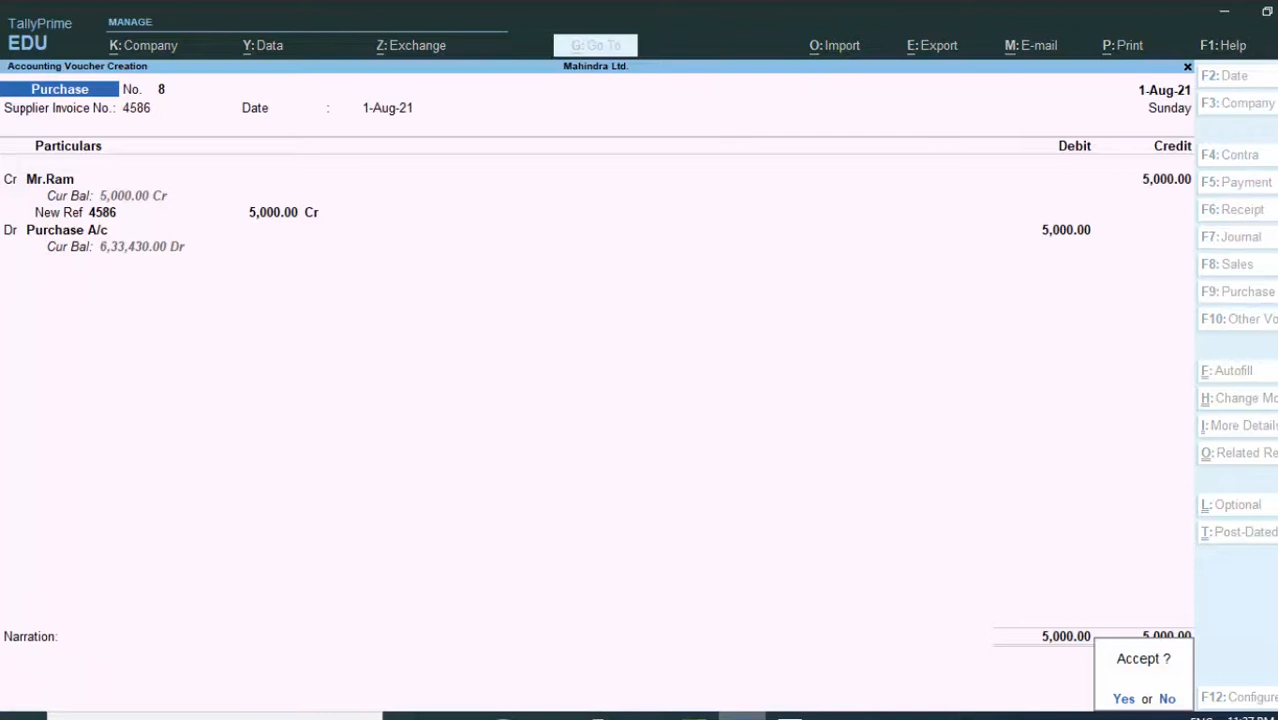 TallyPrime
EDU
MANAGE
K: Company
Y: Data
Z: Exchange
G: Go To
O: Import
E: Export
M: E-mail
P: Print
F1: Help
Accounting Voucher Creation
Mahindra Ltd.
Purchase No. 8
1-Aug-21
Supplier Invoice No.: 4586 Date : 1-Aug-21
Sunday
Particulars
Debit Credit
Cr Mr.Ram 5,000.00
Cur Bal: 5,000.00 Cr
New Ref 4586 5,000.00 Cr
Dr Purchase A/c 5,000.00
Cur Bal: 6,33,430.00 Dr
Narration:
5,000.00 5,000.00
Accept ?
Yes or No
F2: Date
F3: Company
F4: Contra
F5: Payment
F6: Receipt
F7: Journal
F8: Sales
F9: Purchase
F10: Other Vo
F: Autofill
H: Change Mo
I: More Details
O: Related Re
L: Optional
T: Post-Dated
F12: Configure